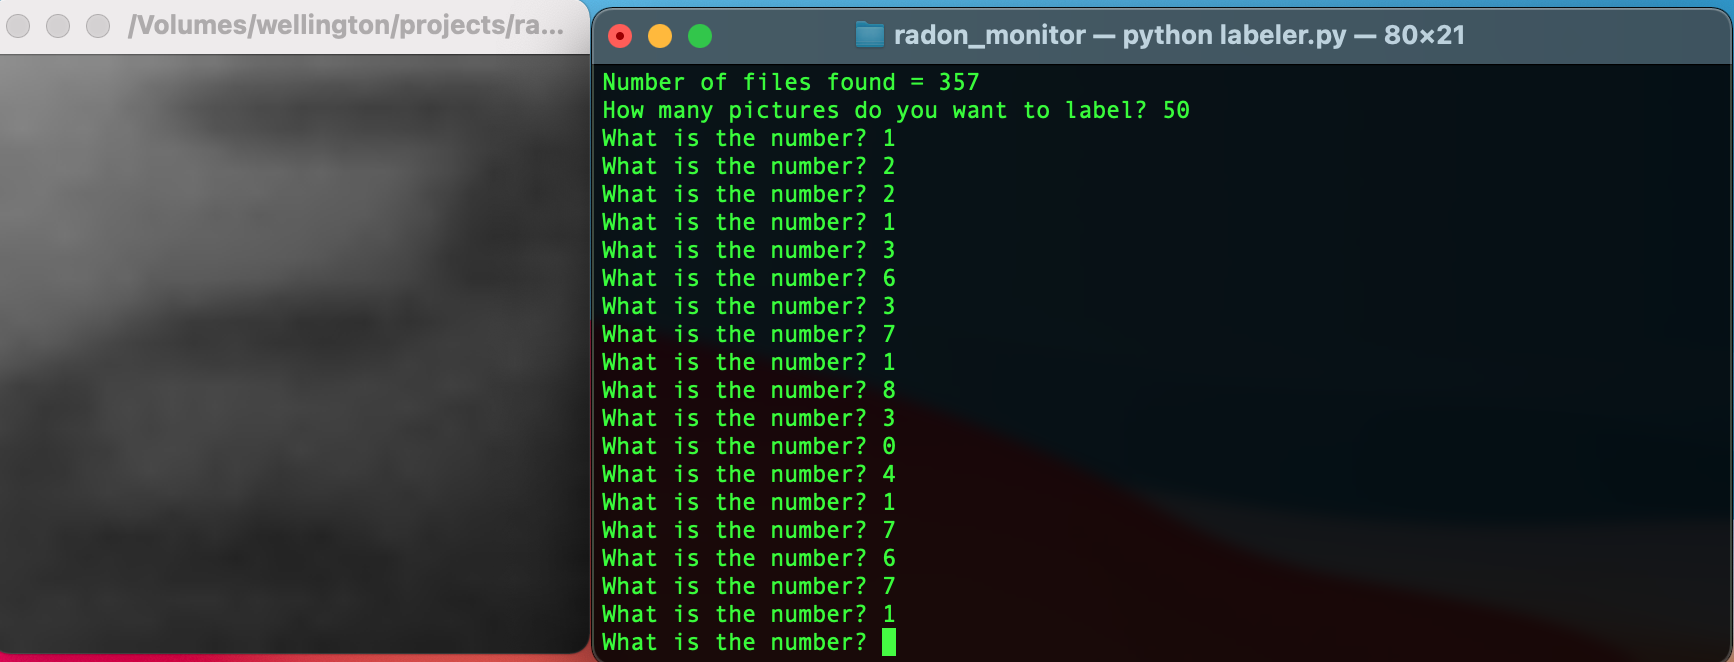 /Volumes/wellington/projects/ra...
radon_monitor — python labeler.py — 80×21
Number of files found = 357
How many pictures do you want to label? 50
What is the number? 1
What is the number? 2
What is the number? 2
What is the number? 1
What is the number? 3
What is the number? 6
What is the number? 3
What is the number? 7
What is the number? 1
What is the number? 8
What is the number? 3
What is the number? 0
What is the number? 4
What is the number? 1
What is the number? 7
What is the number? 6
What is the number? 7
What is the number? 1
What is the number?